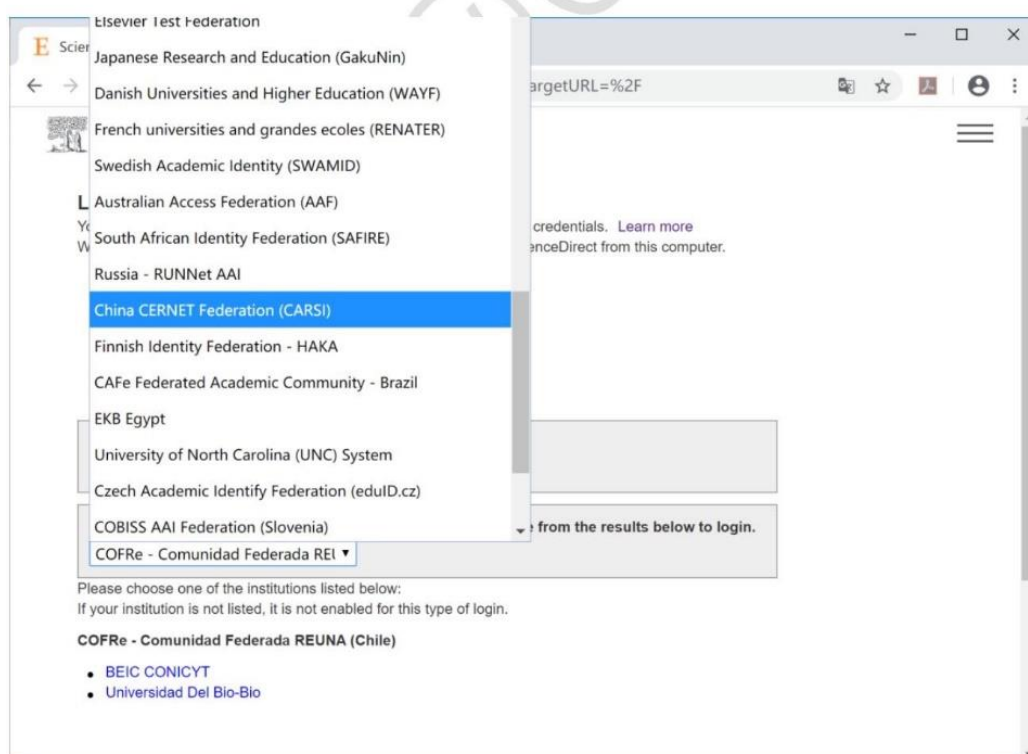 Elsevier Test Federation
E Scien
Japanese Research and Education (GakuNin)
argetURL=%2F
Danish Universities and Higher Education (WAYF)
French universities and grandes ecoles (RENATER)
Swedish Academic Identity (SWAMID)
L Australian Access Federation (AAF)
credentials. Learn more
South African Identity Federation (SAFIRE)
enceDirect from this computer.
Russia - RUNNet AAI
China CERNET Federation (CARSI)
Finnish Identity Federation - HAKA
CAFe Federated Academic Community - Brazil
EKB Egypt
University of North Carolina (UNC) System
Czech Academic Identify Federation (eduID.cz)
COBISS AAI Federation (Slovenia)
from the results below to login.
COFRe - Comunidad Federada REU
Please choose one of the institutions listed below:
If your institution is not listed, it is not enabled for this type of login.
COFRe - Comunidad Federada REUNA (Chile)
BEIC CONICYT
Universidad Del Bio-Bio